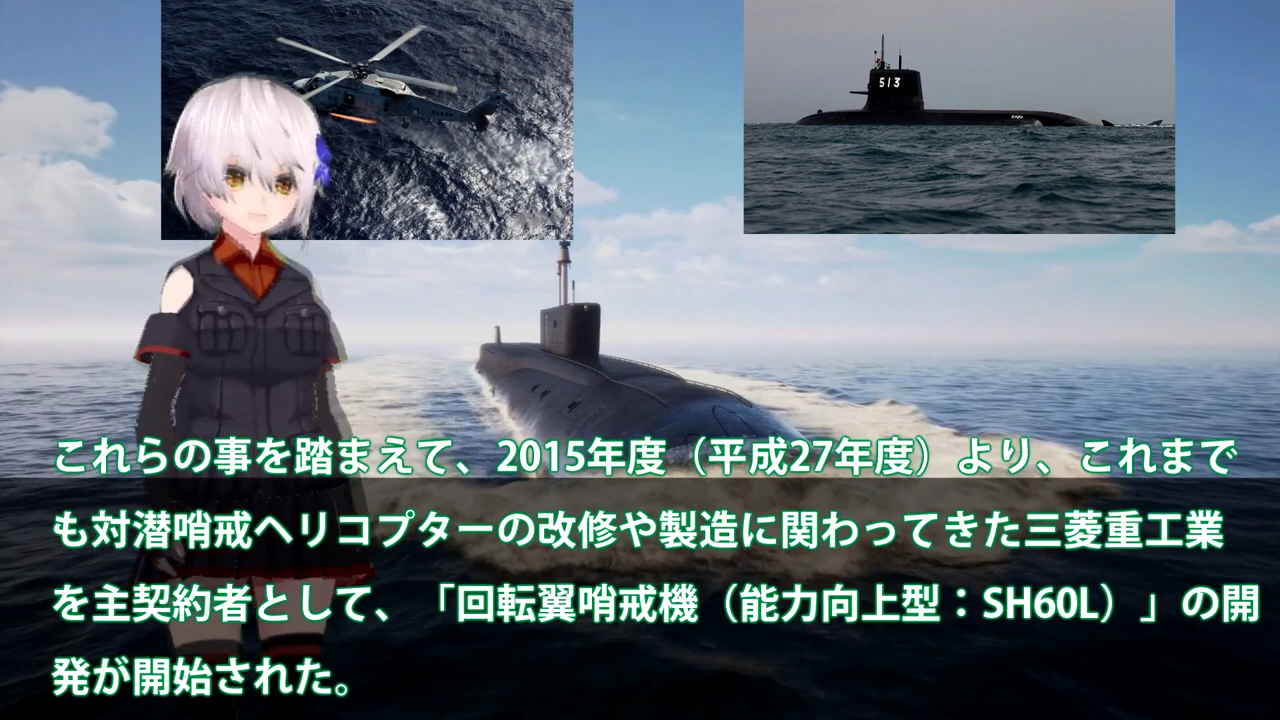 513
これらの事を踏まえて、2015年度（平成27年度）より、これまで
も対潜哨戒ヘリコプターの改修や製造に関わってきた三菱重工業
を主契約者として、「回転翼哨戒機（能力向上型：SH60L）」の開
発が開始された。